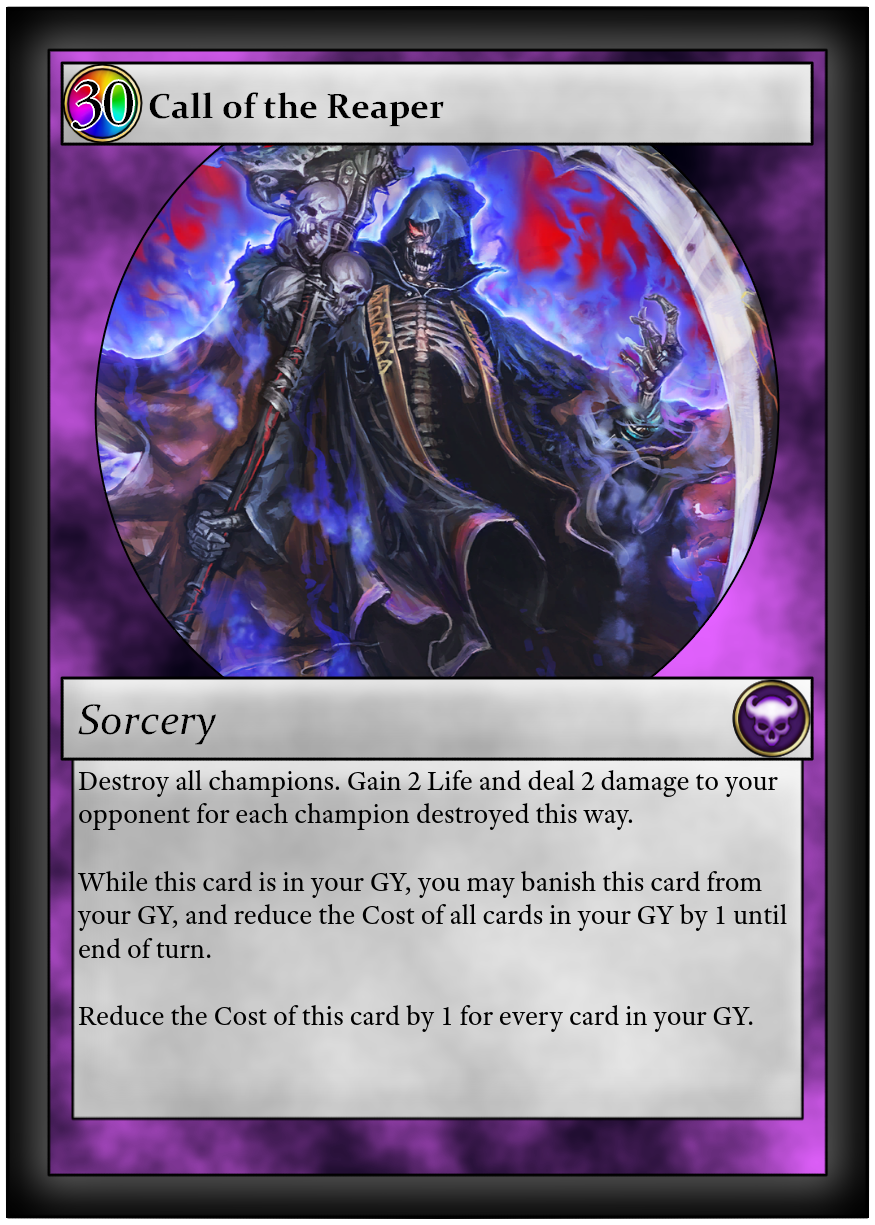 30 Call of the Reaper
Sorcery
Destroy all champions. Gain 2 Life and deal 2 damage to your
opponent for each champion destroyed this way.
While this card is in your GY, you may banish this card from
your GY, and reduce the Cost of all cards in your GY by 1 until
end of turn.
Reduce the Cost of this card by 1 for every card in your GY.